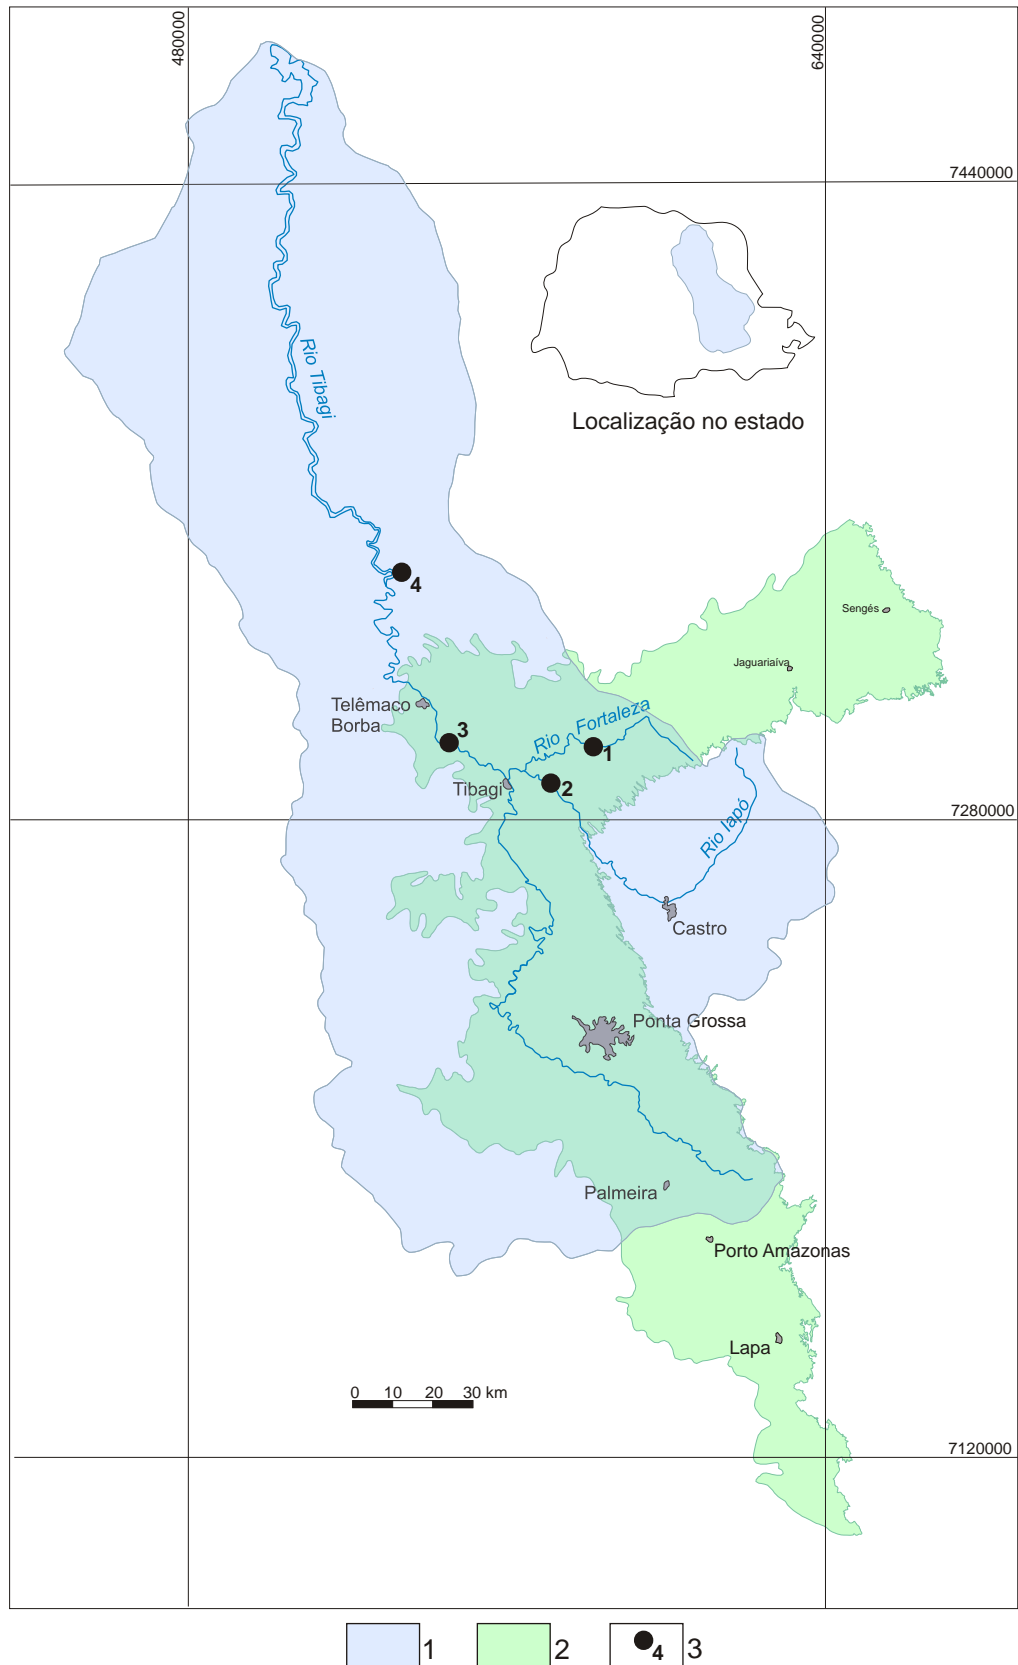 480000
640000
7440000
Rio Tibagi
Localização no estado
4
Sengés
Jaguariaíva
Telêmaco
Borba
3
Rio Fortaleza
1
Tibagi
2
7280000
Rio Iapó
Castro
Ponta Grossa
Palmeira
Porto Amazonas
Lapa
0 10 20 30 km
7120000
1 2 4 3